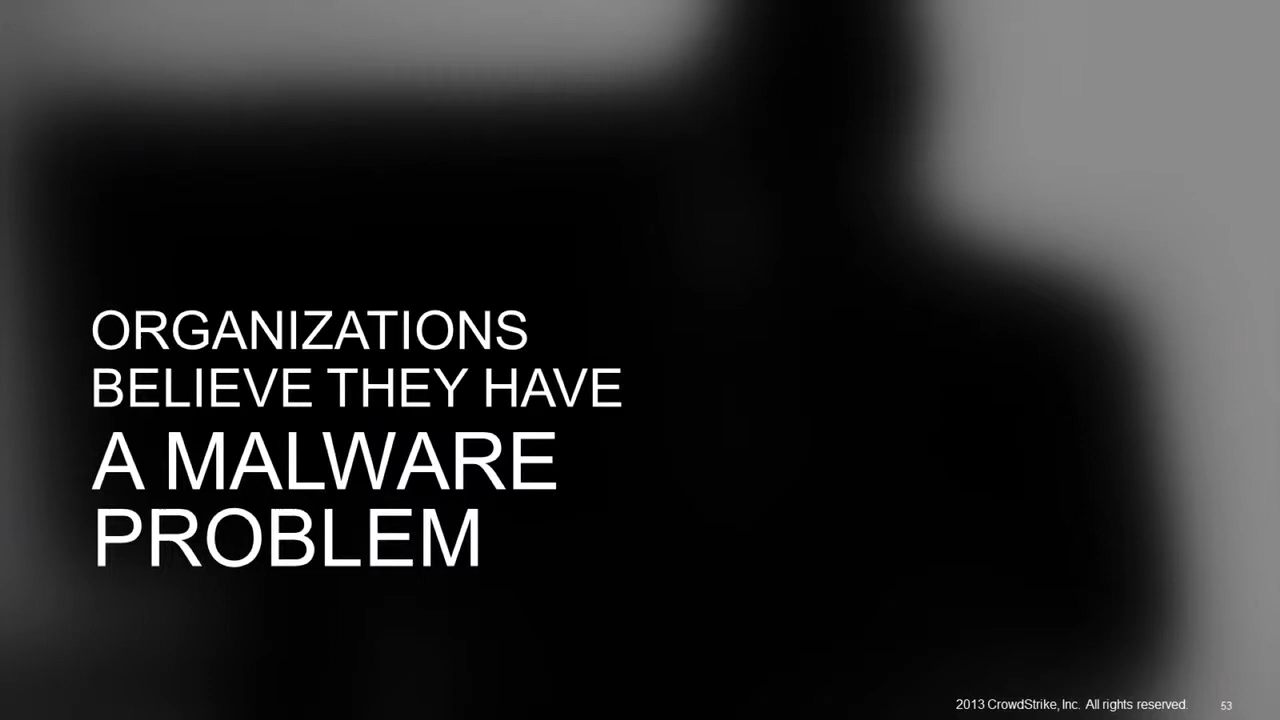 ORGANIZATIONS
BELIEVE THEY HAVE
A MALWARE
PROBLEM
2013 CrowdStrike, Inc. All rights reserved. 53